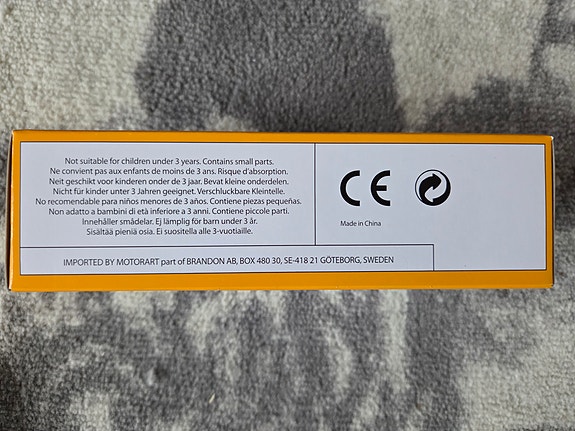 Not suitable for children under 3 years. Contains small parts.
Ne convient pas aux enfants de moins de 3 ans. Risque d'absorption.
Neit geschikt voor kinderen onder de 3 jaar. Bevat kleine onderdelen.
Nicht für kinder unter 3 Jahren geeignet. Verschluckbare Kleintelle.
No recomendable para niños menores de 3 años. Contiene piezas pequeñas.
Non adatto a bambini di età inferiore a 3 anni. Contiene piccole parti.
Innehåller smådelar. Ej lämplig för barn under 3 år.
Sisältää pieniä osia. Ei suositella alle 3-vuotiaille.
CE
Made in China
IMPORTED BY MOTORART part of BRANDON AB, BOX 480 30, SE-418 21 GÖTEBORG, SWEDEN